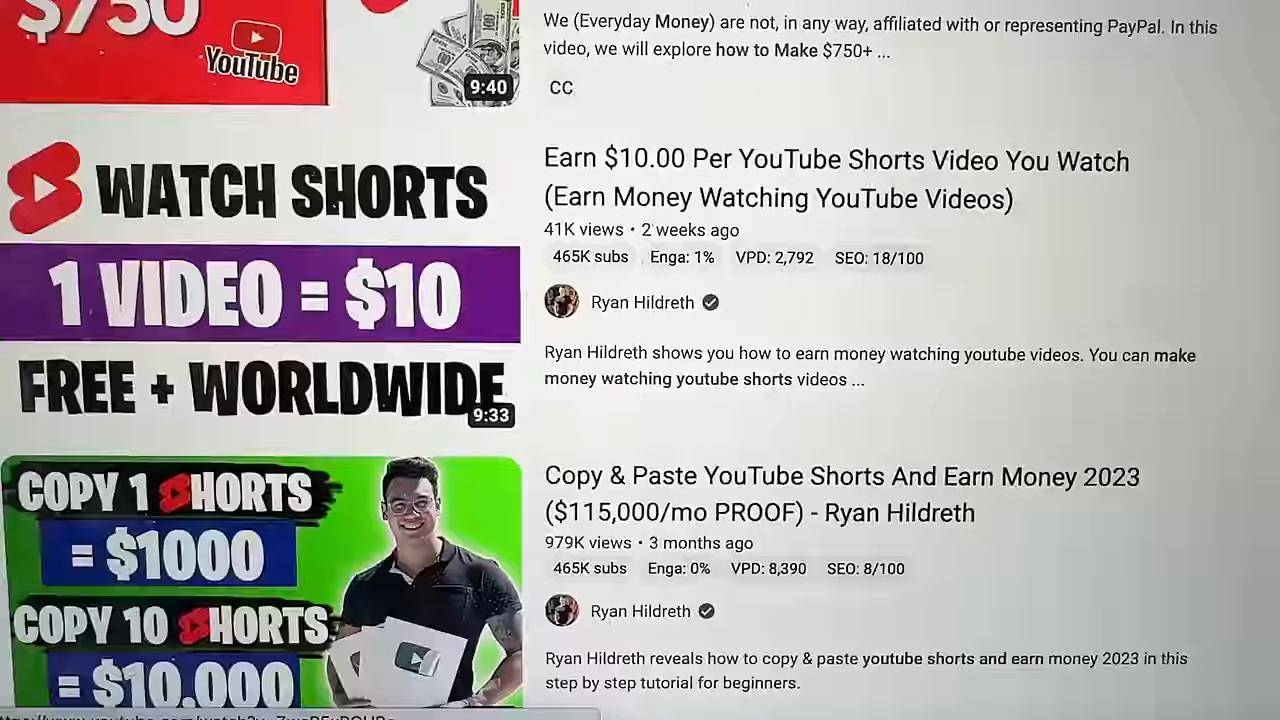 $750
YouTube
9:40
We (Everyday Money) are not, in any way, affiliated with or representing PayPal. In this
video, we will explore how to Make $750+ ...
CC
WATCH SHORTS
1 VIDEO = $10
FREE + WORLDWIDE
9:33
Earn $10.00 Per YouTube Shorts Video You Watch
(Earn Money Watching YouTube Videos)
41K views • 2 weeks ago
465K subs Enga: 1% VPD: 2,792 SEO: 18/100
Ryan Hildreth
Ryan Hildreth shows you how to earn money watching youtube videos. You can make
money watching youtube shorts videos ...
COPY 1 SHORTS
= $1000
COPY 10 SHORTS
= $10,000
Copy & Paste YouTube Shorts And Earn Money 2023
($115,000/mo PROOF) - Ryan Hildreth
979K views • 3 months ago
465K subs Enga: 0% VPD: 8,390 SEO: 8/100
Ryan Hildreth
Ryan Hildreth reveals how to copy & paste youtube shorts and earn money 2023 in this
step by step tutorial for beginners.